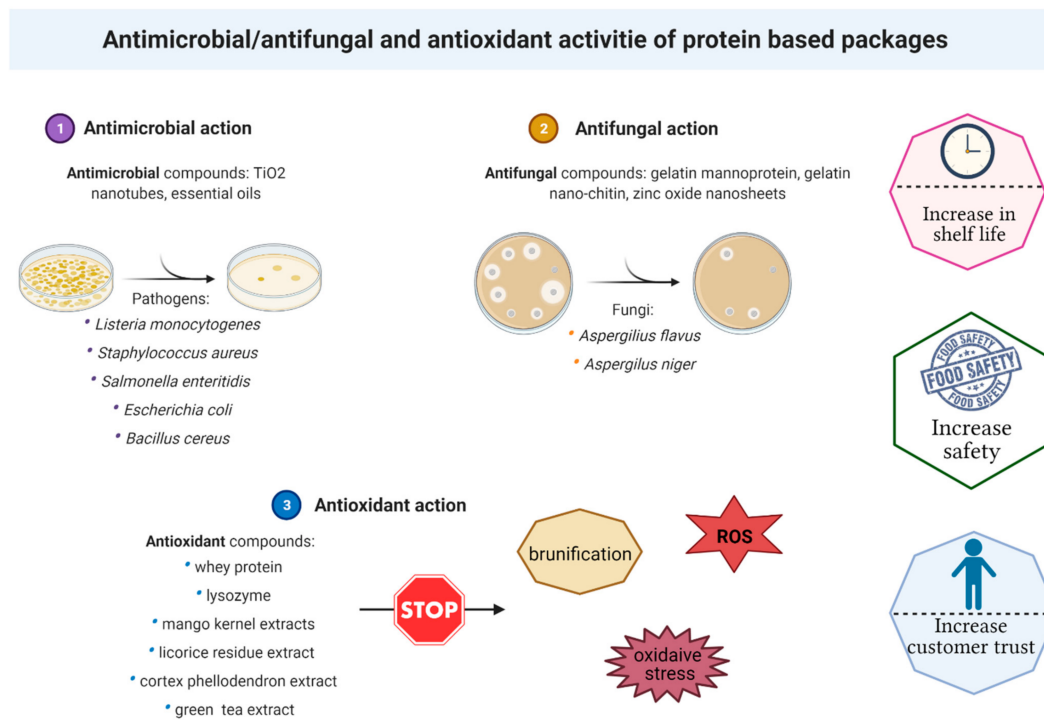 Antimicrobial/antifungal and antioxidant activitie of protein based packages
1 Antimicrobial action
Antimicrobial compounds: TiO2
nanotubes, essential oils
Pathogens:
• Listeria monocytogenes
• Staphylococcus aureus
• Salmonella enteritidis
• Escherichia coli
• Bacillus cereus
2 Antifungal action
Antifungal compounds: gelatin mannoprotein, gelatin
nano-chitin, zinc oxide nanosheets
Fungi:
• Aspergilius flavus
• Aspergilus niger
3 Antioxidant action
Antioxidant compounds:
• whey protein
• lysozyme
• mango kernel extracts
• licorice residue extract
• cortex phellodendron extract
• green tea extract
STOP
brunification
ROS
oxidaive
stress
Increase in
shelf life
FOOD SAFETY
FOOD SAFETY
FOOD SAFETY
Increase
safety
Increase
customer trust